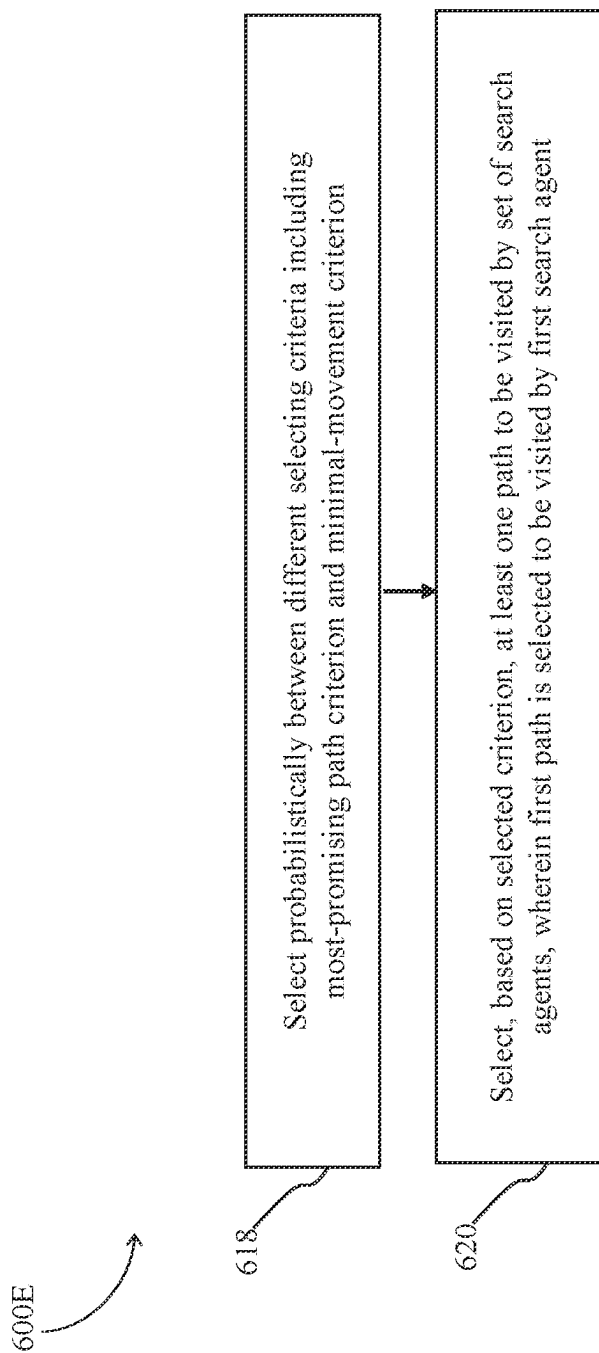 600E
618
Select probabilistically between different selecting criteria including
most-promising path criterion and minimal-movement criterion
620
Select, based on selected criterion, at least one path to be visited by set of search
agents, wherein first path is selected to be visited by first search agent